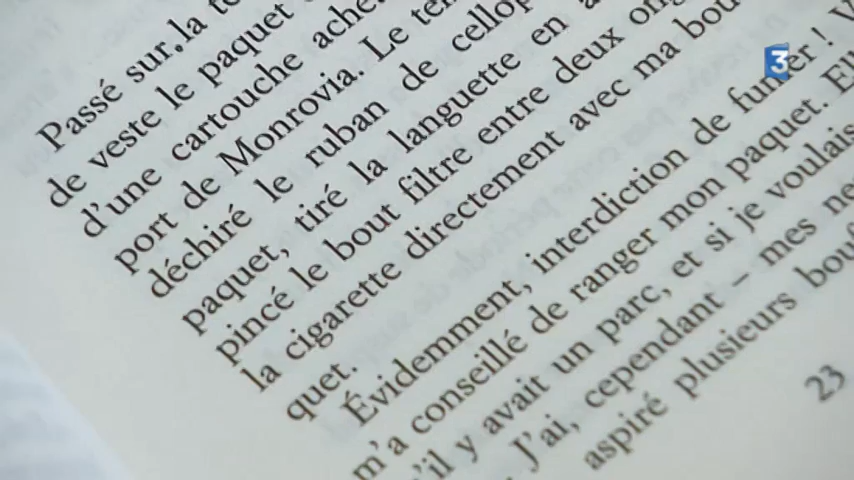 Passé sur la
de veste le paquet
d'une cartouche
port de Monrovia. Le
déchiré le ruban de
paquet, tiré la languette en
pincé le bout filtre entre deux
la cigarette directement avec ma
quet.
Évidemment, interdiction de fumer !
m'a conseillé de ranger mon paquet.
s'il y avait un parc, et si je voulais
J'ai, cependant – mes
aspiré plusieurs
23
3